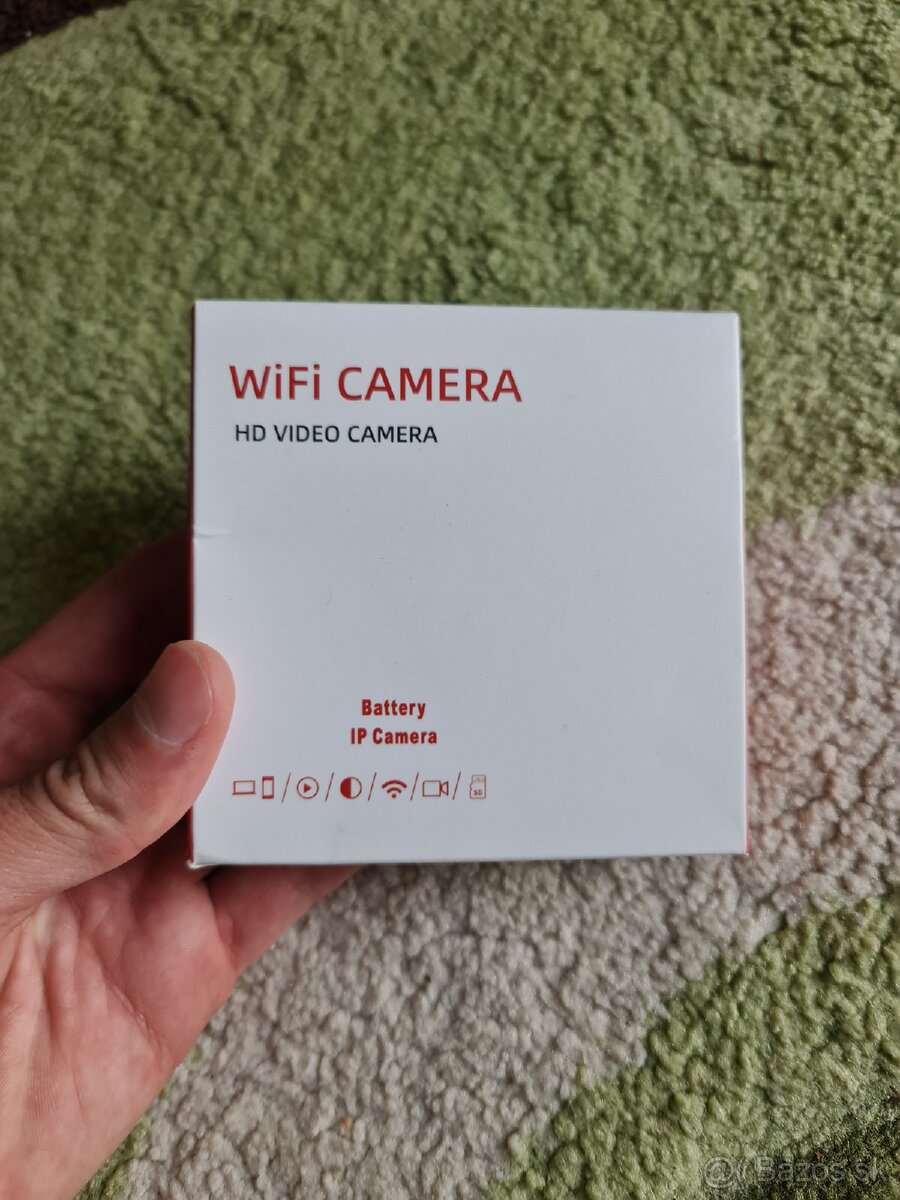 WiFi CAMERA
HD VIDEO CAMERA
Battery
IP Camera
SD
@/Bazos.sk